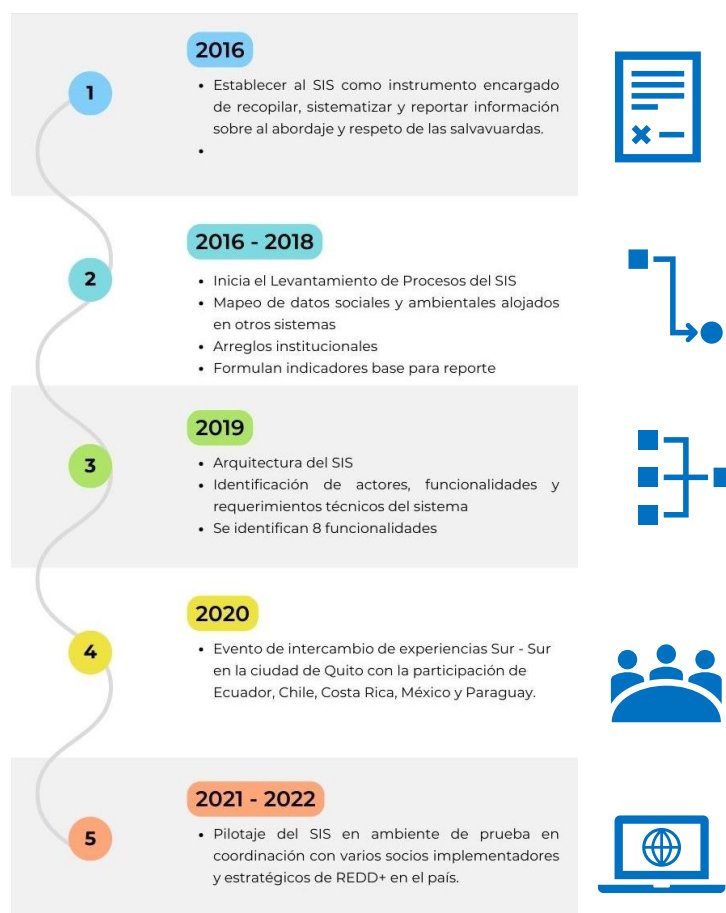 2016
1
• Establecer al SIS como instrumento encargado
de recopilar, sistematizar y reportar información
sobre al abordaje y respeto de las salvavuardas.
•
2016 - 2018
2
• Inicia el Levantamiento de Procesos del SIS
• Mapeo de datos sociales y ambientales alojados
en otros sistemas
• Arreglos institucionales
• Formulan indicadores base para reporte
2019
3
• Arquitectura del SIS
• Identificación de actores, funcionalidades y
requerimientos técnicos del sistema
• Se identifican 8 funcionalidades
2020
4
• Evento de intercambio de experiencias Sur - Sur
en la ciudad de Quito con la participación de
Ecuador, Chile, Costa Rica, México y Paraguay.
2021 - 2022
5
• Pilotaje del SIS en ambiente de prueba en
coordinación con varios socios implementadores
y estratégicos de REDD+ en el país.